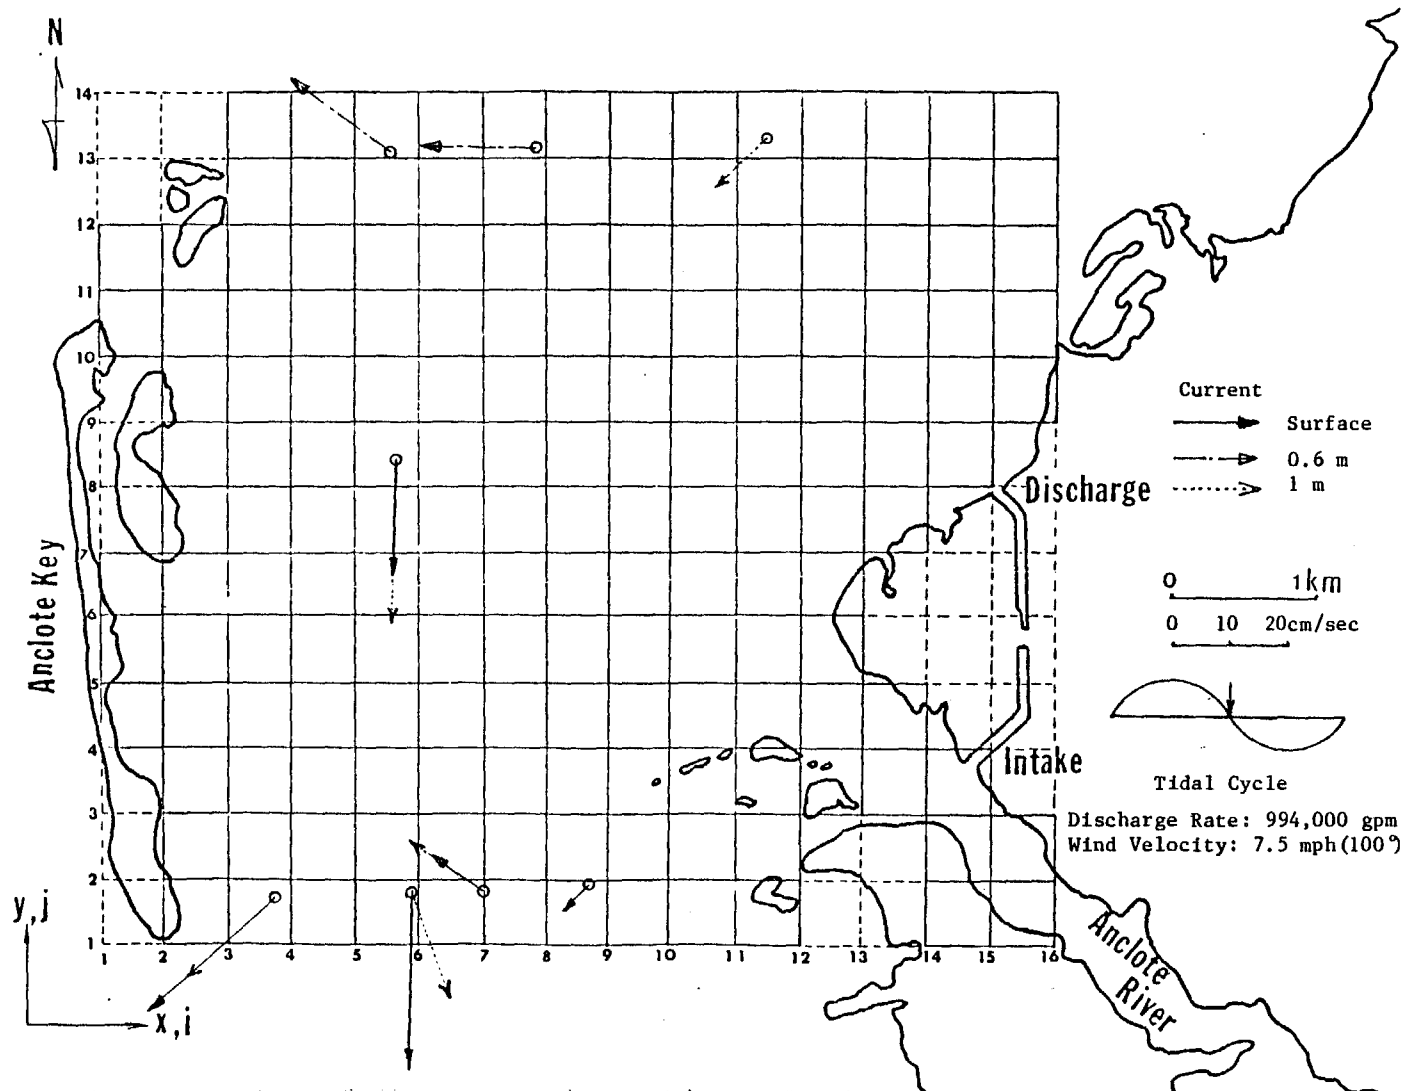 N
14
13
12
11
10
9
8
7
6
5
4
3
2
1
1 2 3 4 5 6 7 8 9 10 11 12 13 14 15 16
Anclote Key
y,j
x,i
Discharge
Intake
Anclote
River
Current
Surface
0.6 m
1 m
0 1km
0 10 20cm/sec
Tidal Cycle
Discharge Rate: 994,000 gpm
Wind Velocity: 7.5 mph(100°)